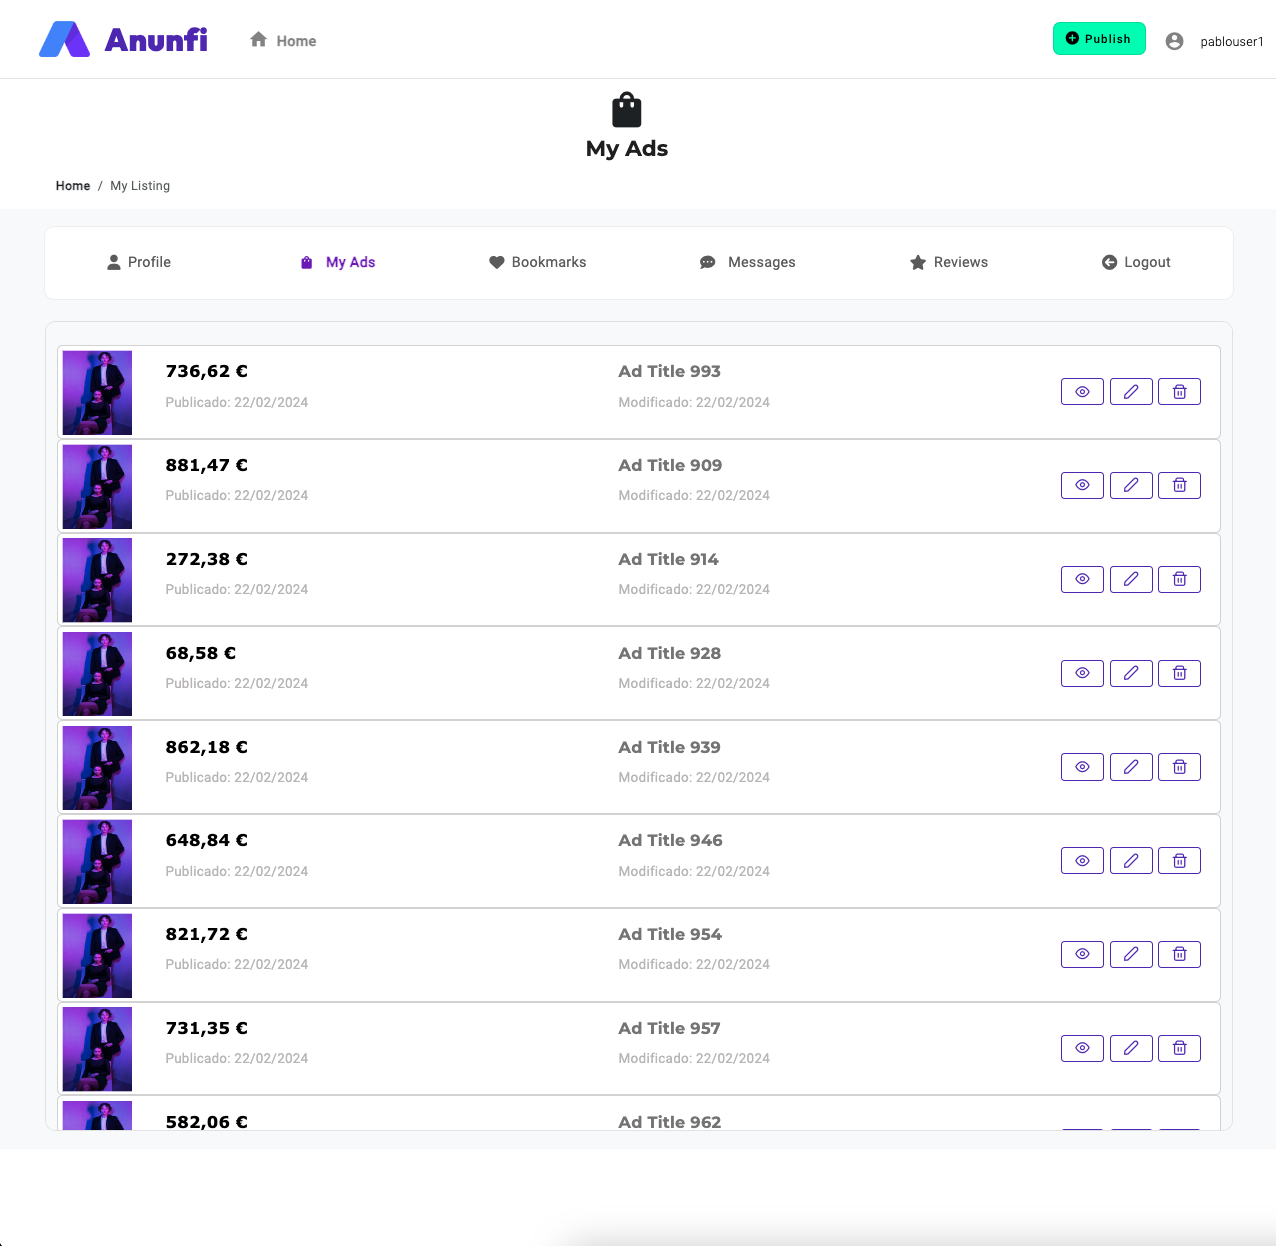 Anunfi
Home
Publish
pablouser1
My Ads
Home / My Listing
Profile
My Ads
Bookmarks
Messages
Reviews
Logout
736,62 €
Ad Title 993
Publicado: 22/02/2024
Modificado: 22/02/2024
881,47 €
Ad Title 909
Publicado: 22/02/2024
Modificado: 22/02/2024
272,38 €
Ad Title 914
Publicado: 22/02/2024
Modificado: 22/02/2024
68,58 €
Ad Title 928
Publicado: 22/02/2024
Modificado: 22/02/2024
862,18 €
Ad Title 939
Publicado: 22/02/2024
Modificado: 22/02/2024
648,84 €
Ad Title 946
Publicado: 22/02/2024
Modificado: 22/02/2024
821,72 €
Ad Title 954
Publicado: 22/02/2024
Modificado: 22/02/2024
731,35 €
Ad Title 957
Publicado: 22/02/2024
Modificado: 22/02/2024
582,06 €
Ad Title 962